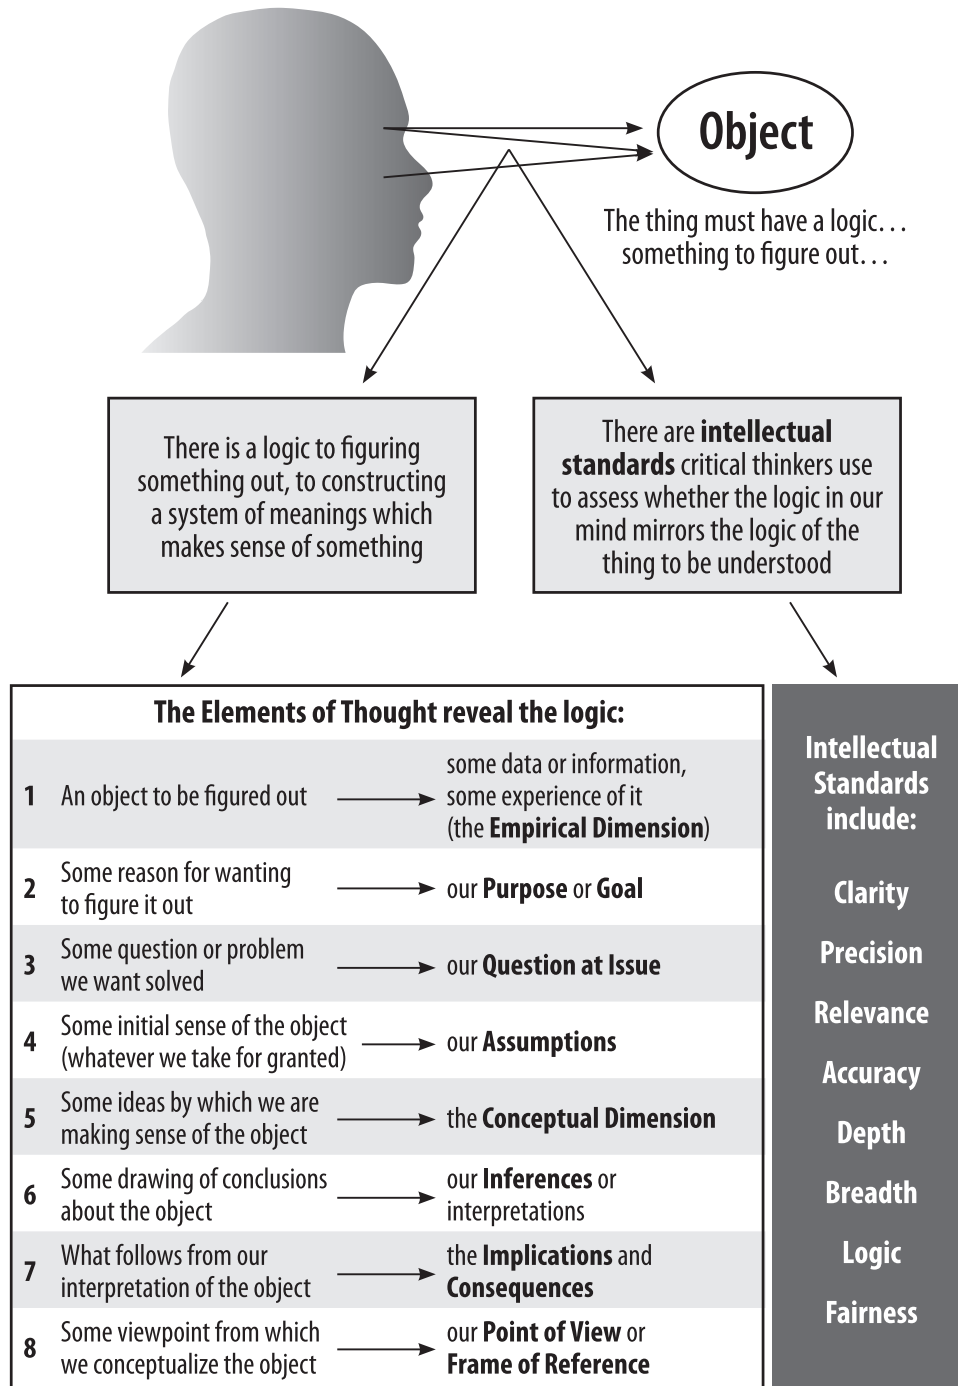 Object
The thing must have a logic...
something to figure out...
There is a logic to figuring
something out, to constructing
a system of meanings which
makes sense of something
There are intellectual
standards critical thinkers use
to assess whether the logic in our
mind mirrors the logic of the
thing to be understood
The Elements of Thought reveal the logic:
1 An object to be figured out
some data or information,
some experience of it
(the Empirical Dimension)
2 Some reason for wanting
to figure it out
our Purpose or Goal
3 Some question or problem
we want solved
our Question at Issue
4 Some initial sense of the object
(whatever we take for granted)
our Assumptions
5 Some ideas by which we are
making sense of the object
the Conceptual Dimension
6 Some drawing of conclusions
about the object
our Inferences or
interpretations
7 What follows from our
interpretation of the object
the Implications and
Consequences
8 Some viewpoint from which
we conceptualize the object
our Point of View or
Frame of Reference
Intellectual
Standards
include:
Clarity
Precision
Relevance
Accuracy
Depth
Breadth
Logic
Fairness